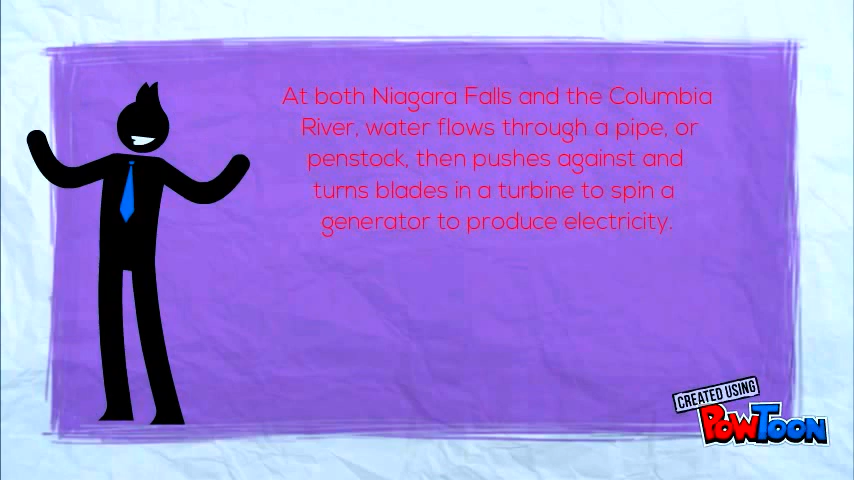 At both Niagara Falls and the Columbia
River, water flows through a pipe, or
penstock, then pushes against and
turns blades in a turbine to spin a
generator to produce electricity.
CREATED USING
POWTOON